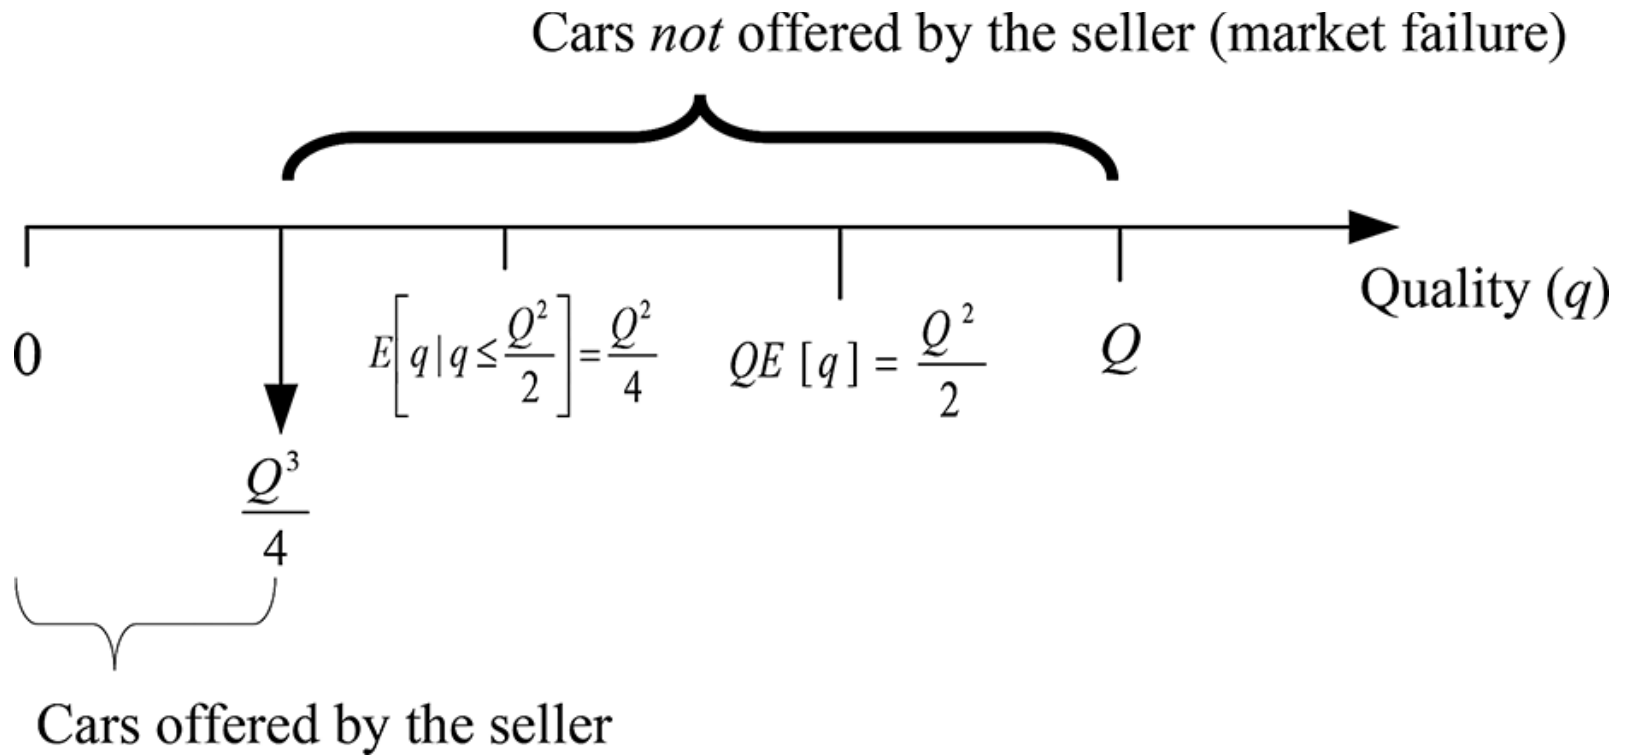 Cars not offered by the seller (market failure)
Quality (q)
0
E[q|q≤Q²/2]=Q²/4
QE [q] = Q²/2
Q
Q³/4
Cars offered by the seller